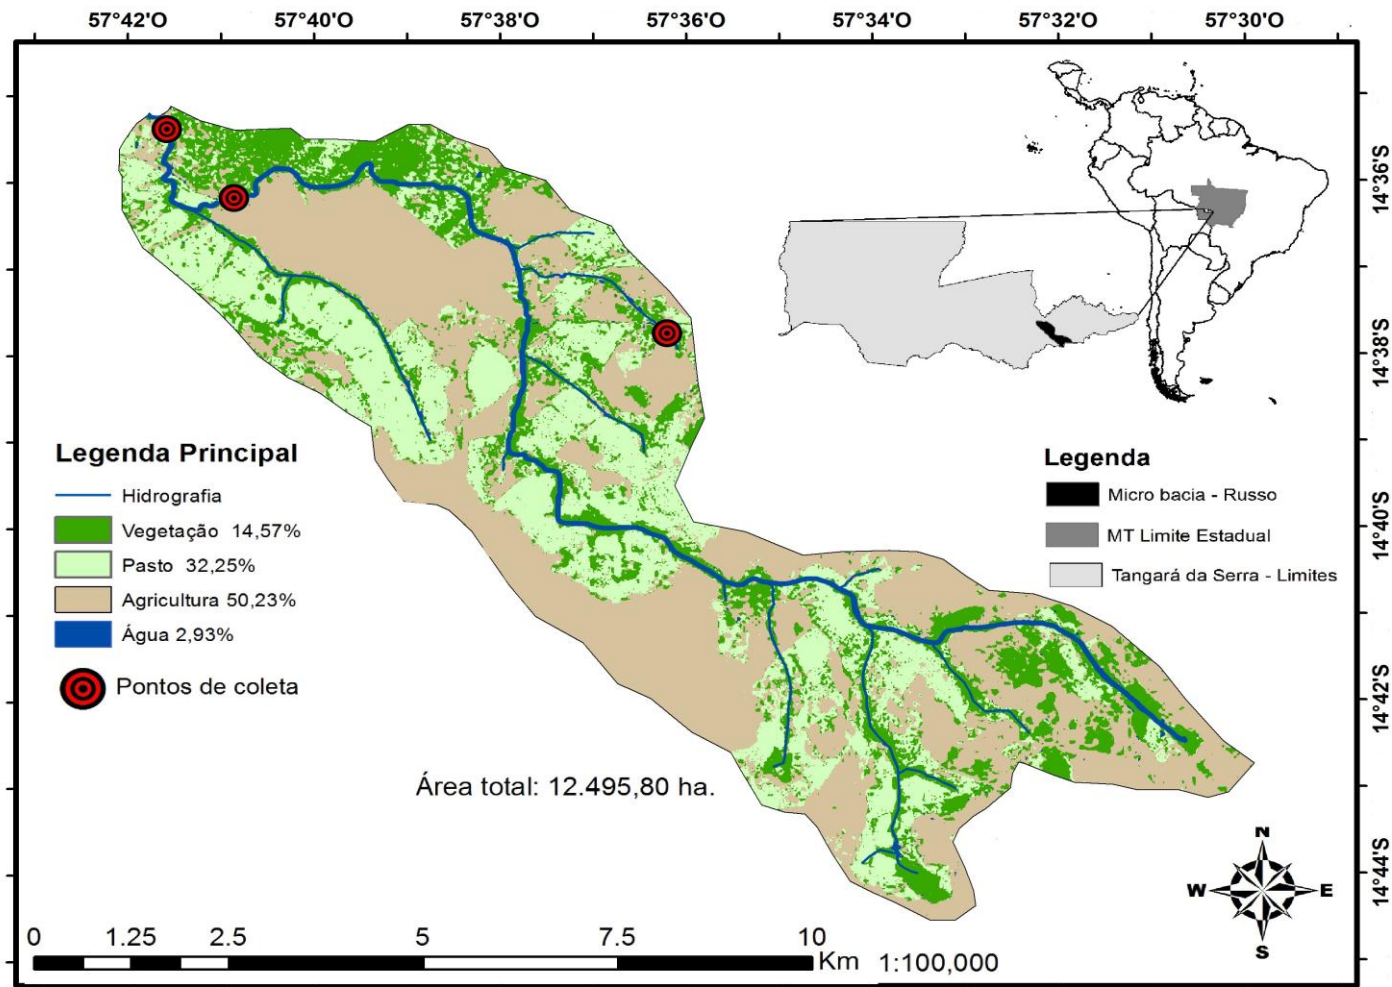 57°42'O 57°40'O 57°38'O 57°36'O 57°34'O 57°32'O 57°30'O
14°36'S
14°38'S
14°40'S
14°42'S
14°44'S
Legenda Principal
Hidrografia
Vegetação 14,57%
Pasto 32,25%
Agricultura 50,23%
Água 2,93%
Pontos de coleta
Legenda
Micro bacia - Russo
MT Limite Estadual
Tangará da Serra - Limites
Área total: 12.495,80 ha.
N
W E
S
0 1.25 2.5 5 7.5 10
Km 1:100,000